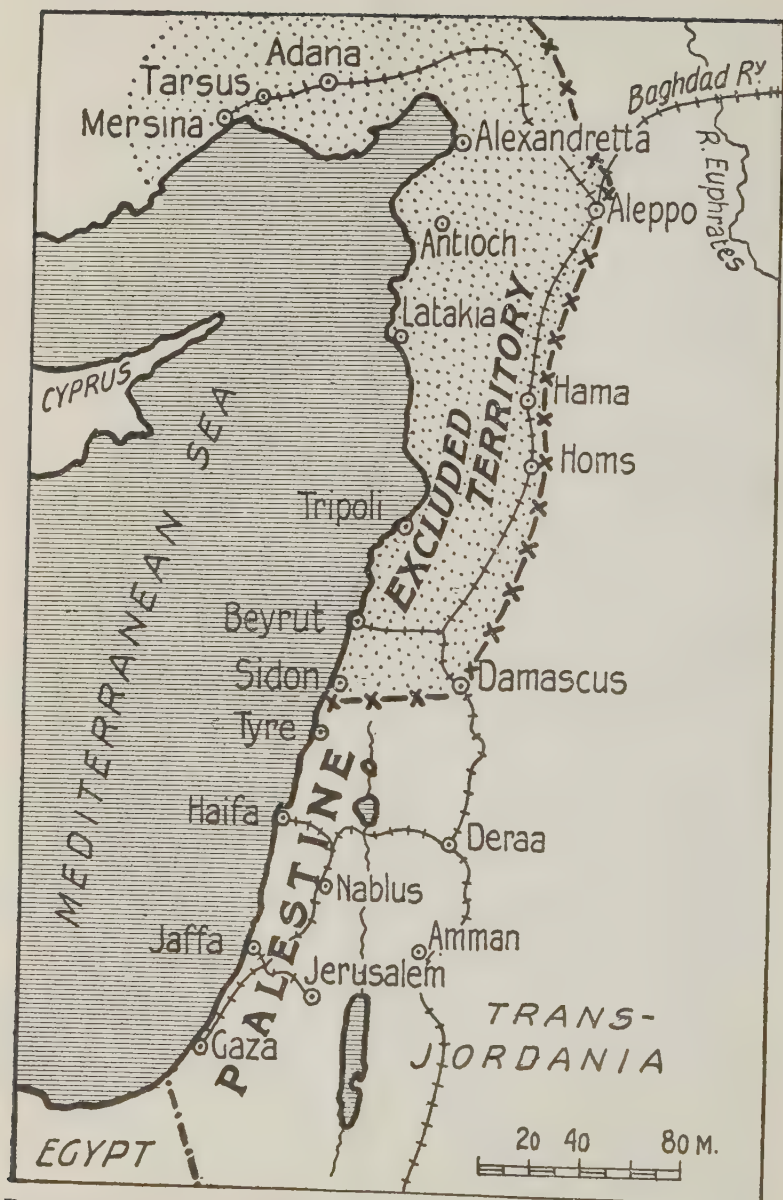 Adana
Tarsus
Mersina
Baghdad Ry
R. Euphrates
Alexandretta
Aleppo
Antioch
Latakia
EXCLUDED
TERRITORY
CYPRUS
Hama
Homs
MEDITERRANEAN SEA
Tripoli
Beyrut
Sidon
Damascus
Tyre
PALESTINE
Haifa
Deraa
Nablus
Jaffa
Amman
Jerusalem
Gaza
TRANS-
JORDANIA
EGYPT
20 40 80 M.